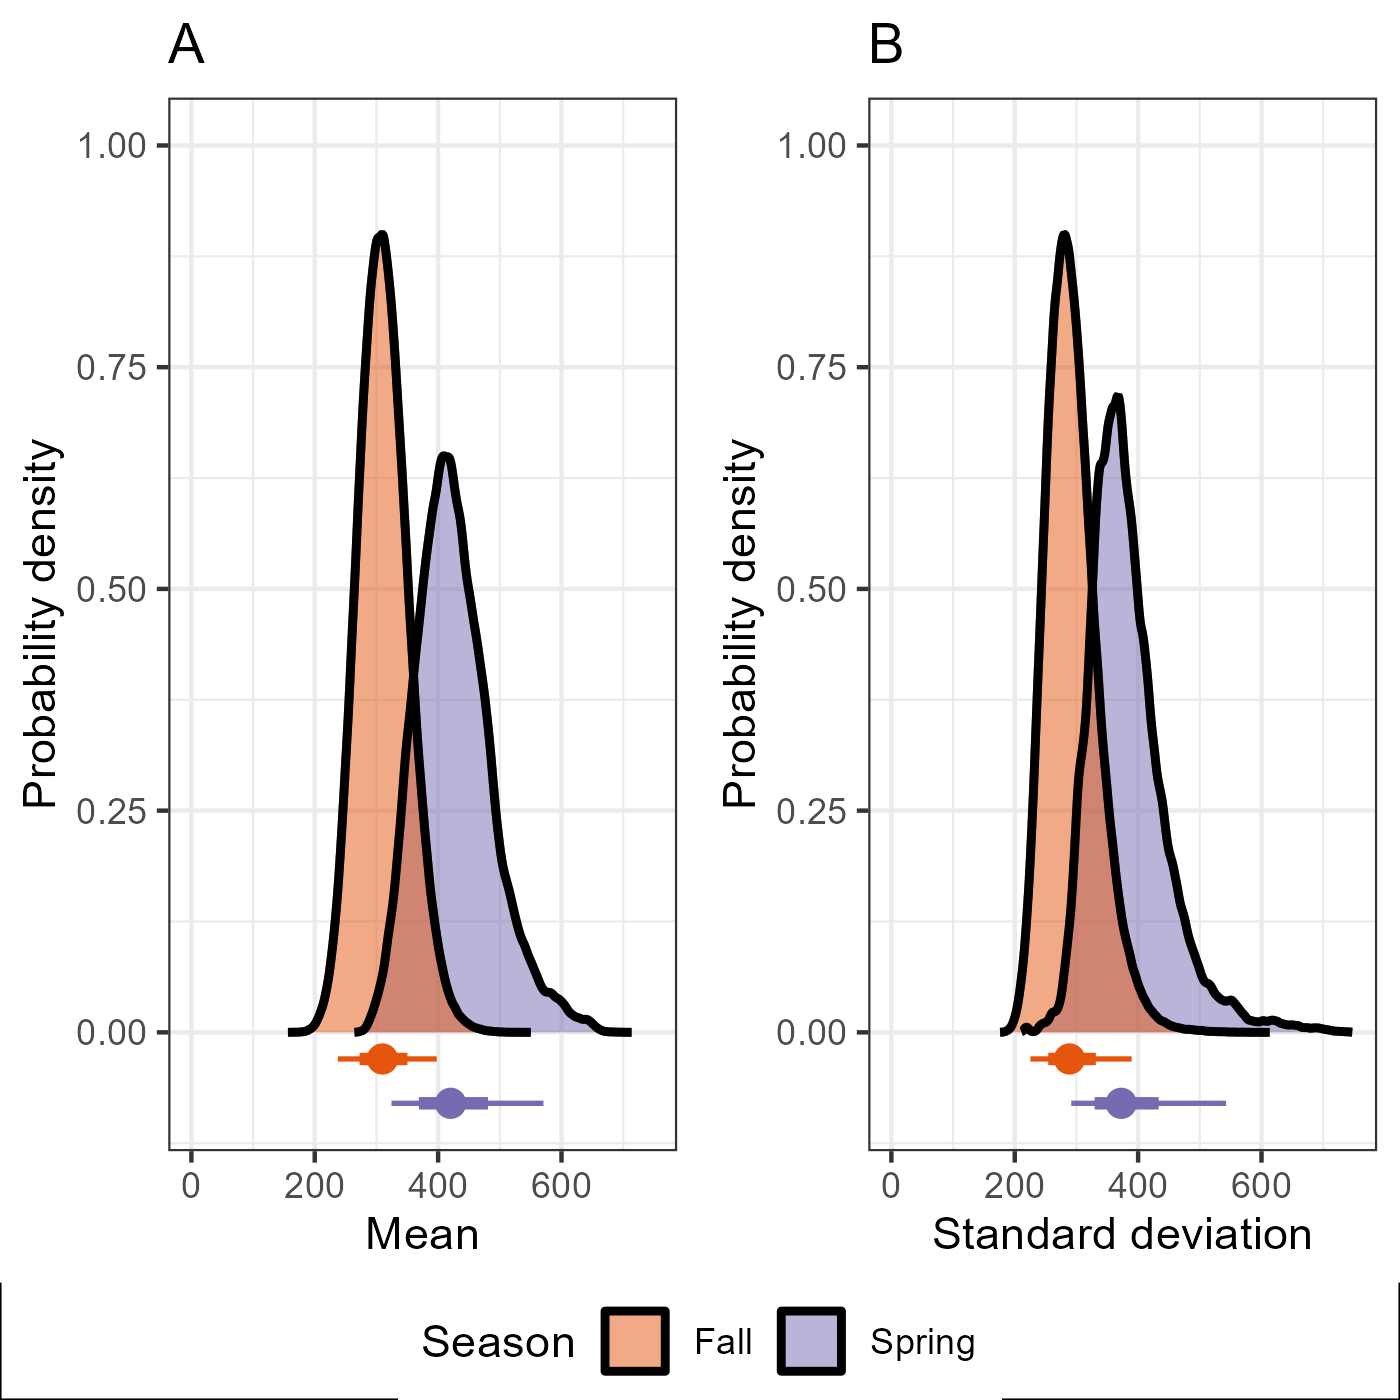 A
B
1.00
0.75
0.50
0.25
0.00
Probability density
0 200 400 600
Mean
1.00
0.75
0.50
0.25
0.00
Probability density
0 200 400 600
Standard deviation
Season Fall Spring